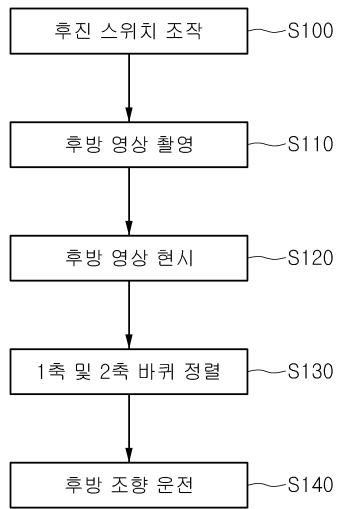 후진 스위치 조작 S100
후방 영상 촬영 S110
후방 영상 현시 S120
1축 및 2축 바퀴 정렬 S130
후방 조향 운전 S140